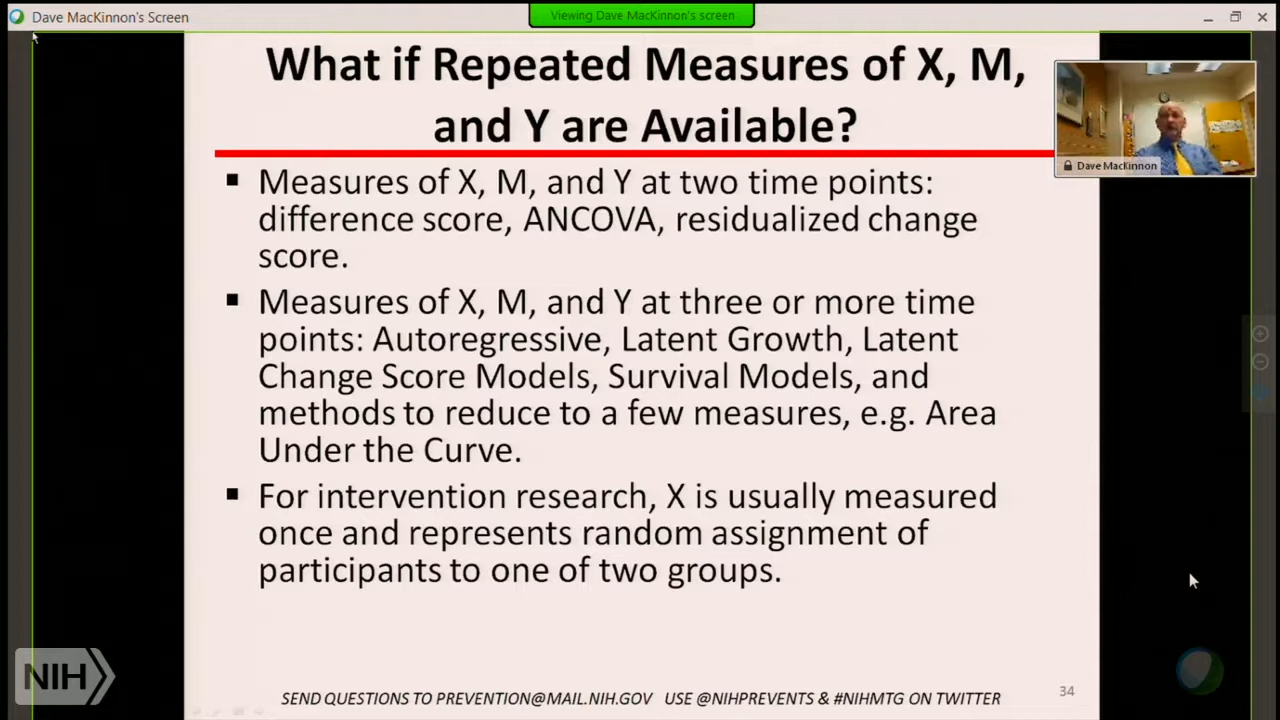 Dave MacKinnon's Screen
Viewing Dave MacKinnon's screen
What if Repeated Measures of X, M,
and Y are Available?
Dave MacKinnon
▪ Measures of X, M, and Y at two time points:
difference score, ANCOVA, residualized change
score.
▪ Measures of X, M, and Y at three or more time
points: Autoregressive, Latent Growth, Latent
Change Score Models, Survival Models, and
methods to reduce to a few measures, e.g. Area
Under the Curve.
▪ For intervention research, X is usually measured
once and represents random assignment of
participants to one of two groups.
NIH
SEND QUESTIONS TO PREVENTION@MAIL.NIH.GOV USE @NIHPREVENTS & #NIHMTG ON TWITTER
34